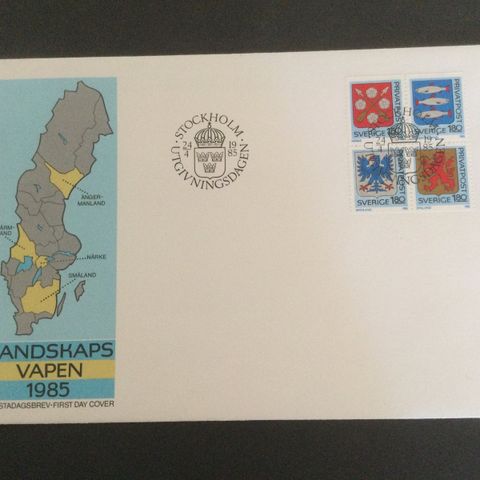 ÅNGER-
MANLAND
NÄRKE
SMÅLAND
ANDSKAPS
VAPEN
1985
STADAGSBREV·FIRST DAY COVER
·STOCKHOLM·
24 19
4 85
UTGIVNINGSDAGEN
PRIVATPOST
SVERIGE 180
PRIVATPOST
SVERIGE 180
PRIVATPOST
SVERIGE 180
PRIVATPOST
SVERIGE 180